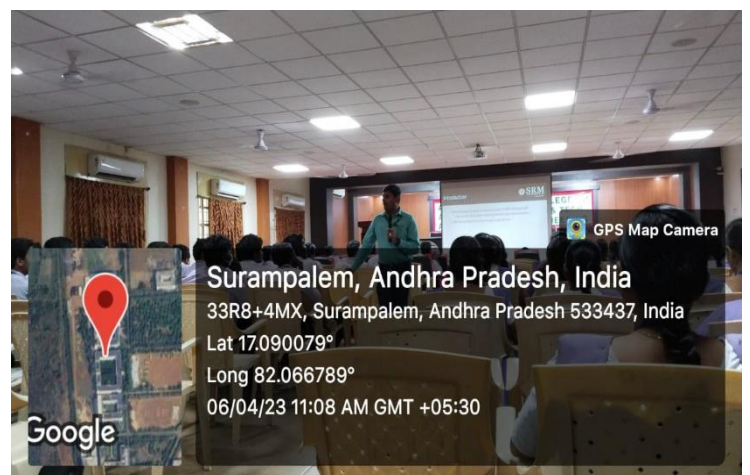 Introduction
SRM
GPS Map Camera
Surampalem, Andhra Pradesh, India
33R8+4MX, Surampalem, Andhra Pradesh 533437, India
Lat 17.090079°
Long 82.066789°
06/04/23 11:08 AM GMT +05:30
Google